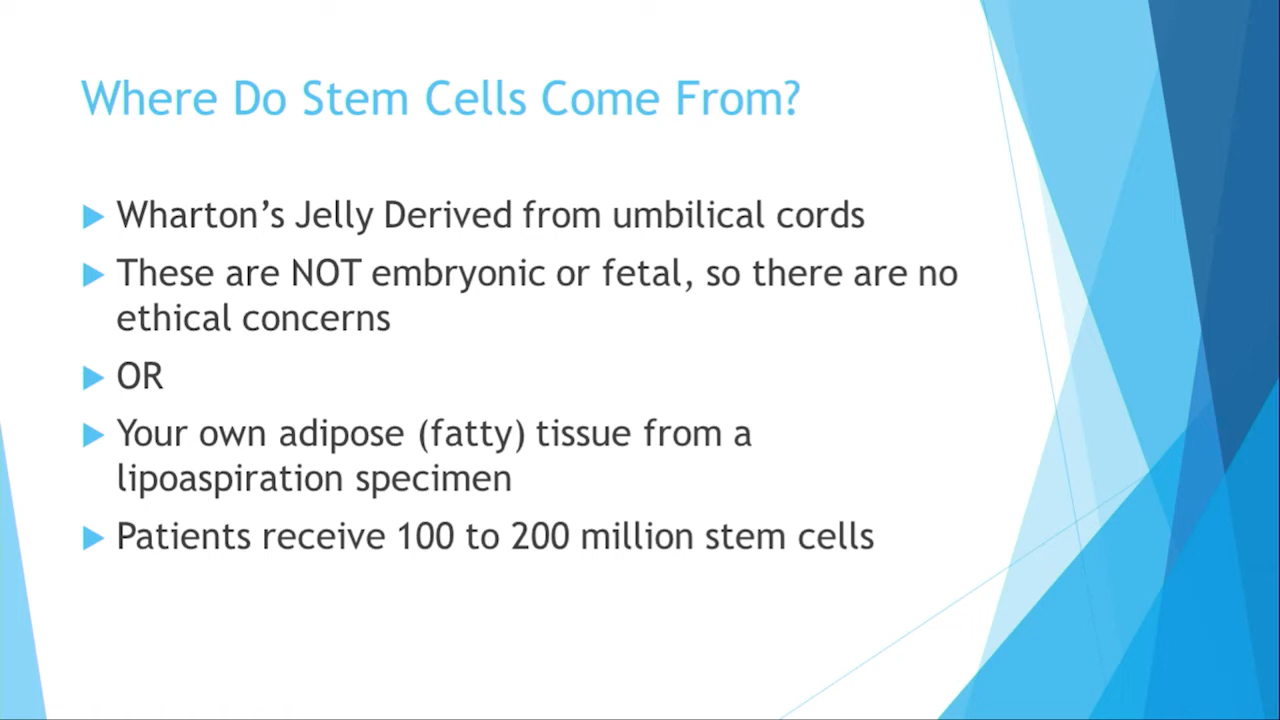 Where Do Stem Cells Come From?
Wharton’s Jelly Derived from umbilical cords
These are NOT embryonic or fetal, so there are no
ethical concerns
OR
Your own adipose (fatty) tissue from a
lipoaspiration specimen
Patients receive 100 to 200 million stem cells